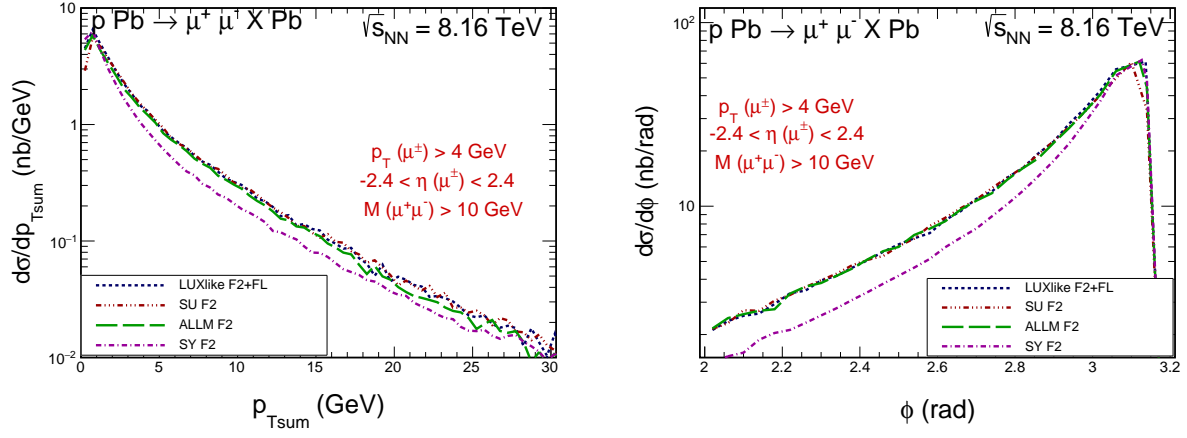 p Pb → μ⁺ μ⁻ X Pb
√s_NN = 8.16 TeV
dσ/dp_Tsum (nb/GeV)
10
1
10⁻¹
10⁻²
p_T (μ^±) > 4 GeV
-2.4 < η (μ^±) < 2.4
M (μ⁺μ⁻) > 10 GeV
LUXlike F2+FL
SU F2
ALLM F2
SY F2
0 5 10 15 20 25 30
p_Tsum (GeV)
p Pb → μ⁺ μ⁻ X Pb
√s_NN = 8.16 TeV
dσ/dϕ (nb/rad)
10²
10
p_T (μ^±) > 4 GeV
-2.4 < η (μ^±) < 2.4
M (μ⁺μ⁻) > 10 GeV
LUXlike F2+FL
SU F2
ALLM F2
SY F2
2 2.2 2.4 2.6 2.8 3 3.2
ϕ (rad)